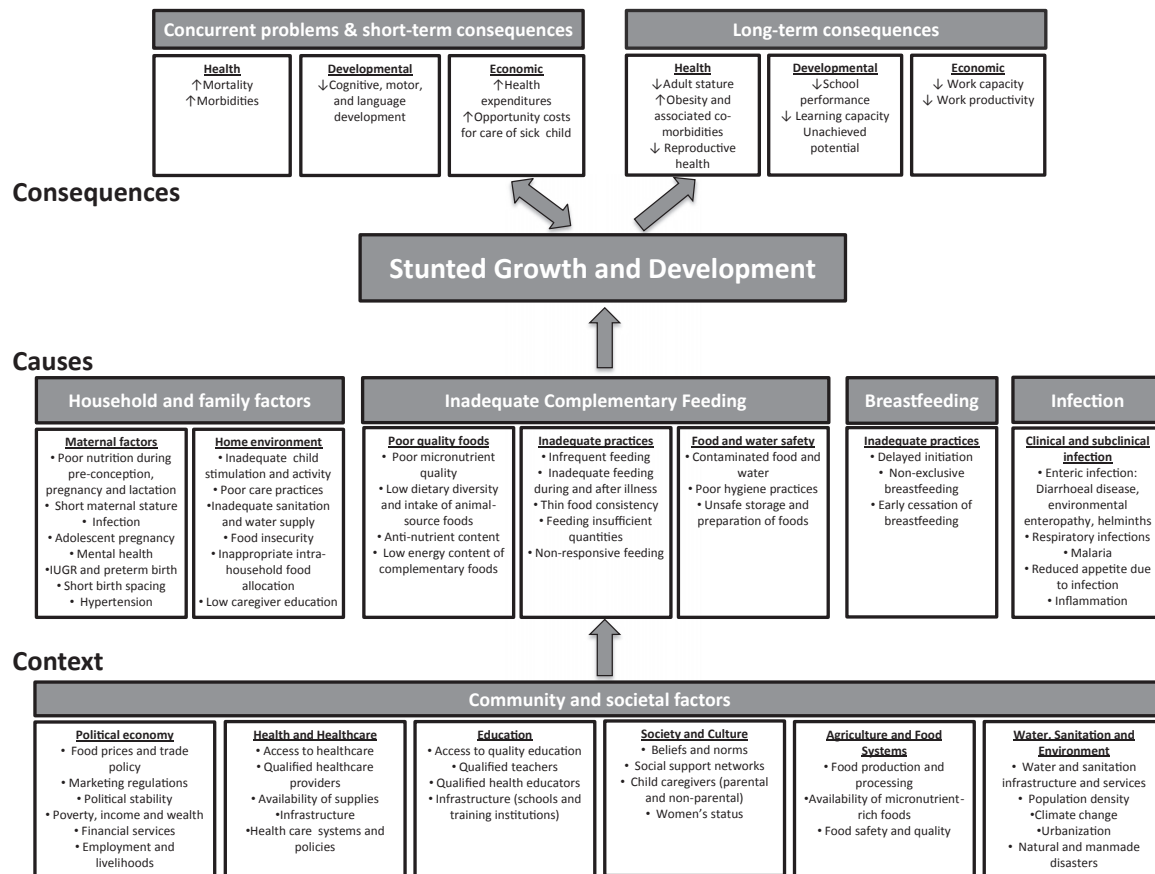 Concurrent problems & short-term consequences
Health
↑Mortality
↑Morbidities
Developmental
↓Cognitive, motor,
and language
development
Economic
↑Health
expenditures
↑Opportunity costs
for care of sick child
Long-term consequences
Health
↓Adult stature
↑Obesity and
associated co-
morbidities
↓ Reproductive
health
Developmental
↓School
performance
↓ Learning capacity
Unachieved
potential
Economic
↓ Work capacity
↓ Work productivity
Consequences
Stunted Growth and Development
Causes
Household and family factors
Maternal factors
• Poor nutrition during
pre-conception,
pregnancy and lactation
• Short maternal stature
• Infection
• Adolescent pregnancy
• Mental health
•IUGR and preterm birth
• Short birth spacing
• Hypertension
Home environment
• Inadequate child
stimulation and activity
• Poor care practices
•Inadequate sanitation
and water supply
• Food insecurity
• Inappropriate intra-
household food
allocation
• Low caregiver education
Inadequate Complementary Feeding
Poor quality foods
• Poor micronutrient
quality
• Low dietary diversity
and intake of animal-
source foods
• Anti-nutrient content
• Low energy content of
complementary foods
Inadequate practices
• Infrequent feeding
• Inadequate feeding
during and after illness
• Thin food consistency
• Feeding insufficient
quantities
• Non-responsive feeding
Food and water safety
• Contaminated food and
water
• Poor hygiene practices
• Unsafe storage and
preparation of foods
Breastfeeding
Inadequate practices
• Delayed initiation
• Non-exclusive
breastfeeding
• Early cessation of
breastfeeding
Infection
Clinical and subclinical
infection
• Enteric infection:
Diarrhoeal disease,
environmental
enteropathy, helminths
• Respiratory infections
• Malaria
• Reduced appetite due
to infection
• Inflammation
Context
Community and societal factors
Political economy
• Food prices and trade
policy
• Marketing regulations
• Political stability
• Poverty, income and wealth
• Financial services
• Employment and
livelihoods
Health and Healthcare
• Access to healthcare
• Qualified healthcare
providers
• Availability of supplies
•Infrastructure
•Health care systems and
policies
Education
• Access to quality education
• Qualified teachers
• Qualified health educators
• Infrastructure (schools and
training institutions)
Society and Culture
• Beliefs and norms
• Social support networks
• Child caregivers (parental
and non-parental)
• Women's status
Agriculture and Food
Systems
• Food production and
processing
•Availability of micronutrient-
rich foods
• Food safety and quality
Water, Sanitation and
Environment
• Water and sanitation
infrastructure and services
• Population density
•Climate change
•Urbanization
• Natural and manmade
disasters